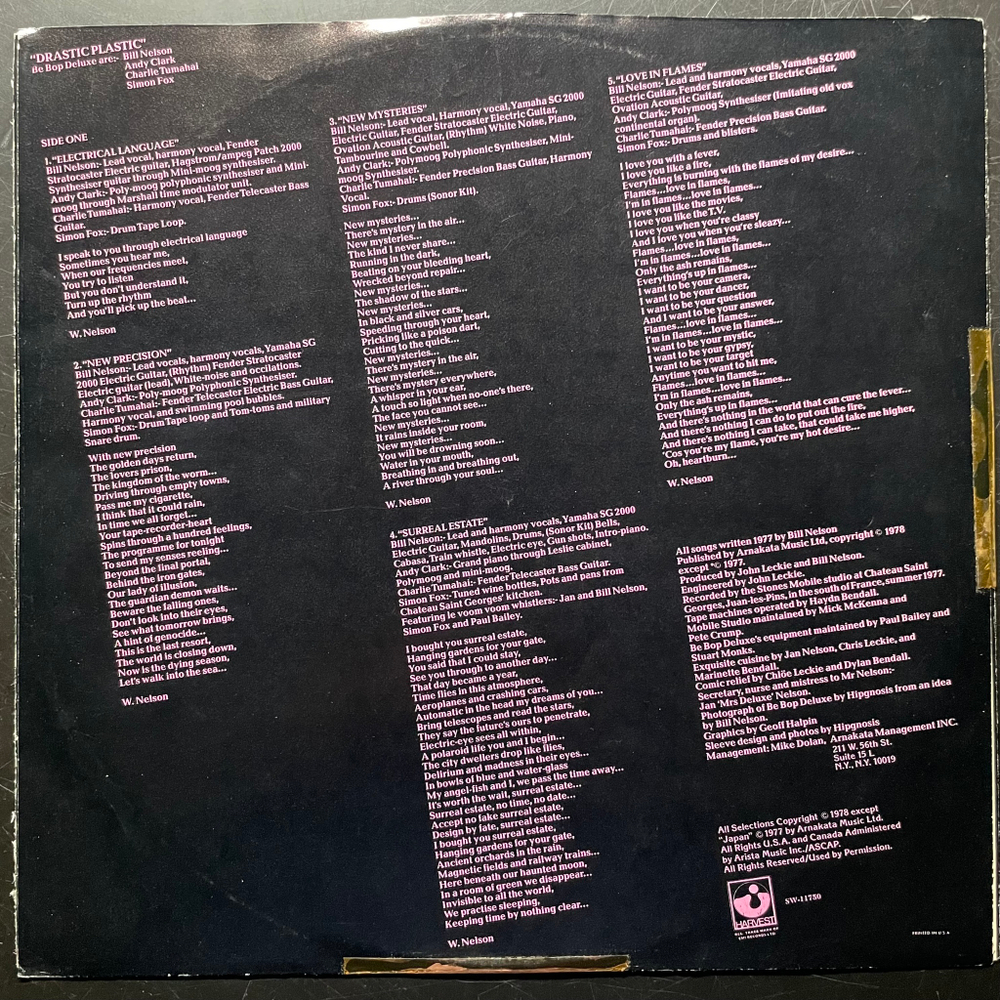 "DRASTIC PLASTIC"
Be Bop Deluxe are:- Bill Nelson
Andy Clark
Charlie Tumahai
Simon Fox
SIDE ONE
1."ELECTRICAL LANGUAGE"
Bill Nelson:- Lead vocal, harmony vocal, Fender
Stratocaster Electric guitar, Hagstrom/ampeg Patch 2000
Synthesiser guitar through Mini-moog synthesiser.
Andy Clark:- Poly-moog polyphonic synthesiser and Mini-
moog through Marshall time modulator unit.
Charlie Tumahai:- Harmony vocal, Fender Telecaster Bass
Guitar.
Simon Fox:- Drum Tape Loop.
I speak to you through electrical language
Sometimes you hear me,
When our frequencies meet,
You try to listen
But you don't understand it,
Turn up the rhythm
And you'll pick up the beat...
W. Nelson
2."NEW PRECISION"
Bill Nelson:- Lead vocals, harmony vocals, Yamaha SG
2000 Electric Guitar, (Rhythm) Fender Stratocaster
Electric guitar (lead), White-noise and occilations.
Andy Clark:- Poly-moog Polyphonic Synthesiser.
Charlie Tumahai:- Fender Telecaster Electric Bass Guitar,
Harmony vocal, and swimming pool bubbles.
Simon Fox:- Drum Tape loop and Tom-toms and military
Snare drum.
With new precision
The golden days return,
The lovers prison,
The kingdom of the worm...
Driving through empty towns,
Pass me my cigarette,
I think that it could rain,
In time we all forget...
Your tape-recorder-heart
Spins through a hundred feelings,
The programme for tonight
To send my senses reeling...
Beyond the final portal,
Behind the iron gates,
Our lady of illusion,
The guardian demon waits...
Beware the falling ones,
Don't look into their eyes,
See what tomorrow brings,
A hint of genocide...
This is the last resort,
The world is closing down,
Now is the dying season,
Let's walk into the sea...
W. Nelson
3."NEW MYSTERIES"
Bill Nelson:- Lead vocal, Harmony vocal, Yamaha SG 2000
Electric Guitar, Fender Stratocaster Electric Guitar,
Ovation Acoustic Guitar, (Rhythm) White Noise, Piano,
Tambourine and Cowbell.
Andy Clark:- Polymoog Polyphonic Synthesiser, Mini-
moog Synthesiser.
Charlie Tumahai:- Fender Precision Bass Guitar, Harmony
Vocal.
Simon Fox:- Drums (Sonor Kit).
New mysteries...
There's mystery in the air...
New mysteries...
The kind I never share...
Running in the dark,
Beating on your bleeding heart,
Wrecked beyond repair...
New mysteries...
The shadow of the stars...
New mysteries...
In black and silver cars,
Speeding through your heart,
Pricking like a poison dart,
Cutting to the quick...
New mysteries...
There's mystery in the air,
New mysteries...
There's mystery everywhere,
A whisper in your ear,
A touch so light when no-one's there,
The face you cannot see...
New mysteries...
It rains inside your room,
New mysteries...
You will be drowning soon...
Water in your mouth,
Breathing in and breathing out,
A river through your soul...
W. Nelson
4."SURREAL ESTATE"
Bill Nelson:- Lead and harmony vocals, Yamaha SG 2000
Electric Guitar, Mandolins, Drums, (Sonor Kit) Bells,
Cabasa, Train whistle, Electric eye, Gun shots, Intro-piano.
Andy Clark:- Grand piano through Leslie cabinet,
Polymoog and mini-moog.
Charlie Tumahai:- Fender Telecaster Bass Guitar.
Simon Fox:- Tuned wine bottles, Pots and pans from
Chateau Saint Georges' kitchen.
Featuring le voom voom whistlers:- Jan and Bill Nelson,
Simon Fox and Paul Bailey.
I bought you surreal estate,
Hanging gardens for your gate,
You said that I could stay,
See you through to another day...
That day became a year,
Time flies in this atmosphere,
Aeroplanes and crashing cars,
Automatic in the head my dreams of you...
Bring telescopes and read the stars,
They say the future's ours to penetrate,
Electric-eye sees all within,
A polaroid life you and I begin...
The city dwellers drop like flies,
Delirium and madness in their eyes...
In bowls of blue and water-glass
My angel-fish and I, we pass the time away...
It's worth the wait, surreal estate...
Surreal estate, no time, no date...
Accept no fake surreal estate,
Design by fate, surreal estate...
I bought you surreal estate,
Hanging gardens for your gate,
Ancient orchards in the rain,
Magnetic fields and railway trains...
Here beneath our haunted moon,
In a room of green we disappear...
Invisible to all the world,
We practise sleeping,
Keeping time by nothing clear...
W. Nelson
5."LOVE IN FLAMES"
Bill Nelson:- Lead and harmony vocals, Yamaha SG 2000
Electric Guitar, Fender Stratocaster Electric Guitar,
Ovation Acoustic Guitar.
Andy Clark:- Polymoog Synthesiser (Imitating old vox
continental organ).
Charlie Tumahai:- Fender Precision Bass Guitar.
Simon Fox:- Drums and blisters.
I love you with a fever,
I love you like a fire,
Everything is burning with the flames of my desire...
Flames...love in flames,
I'm in flames...love in flames...
I love you like the movies,
I love you like the T.V.
I love you when you're classy
And I love you when you're sleazy...
Flames...love in flames,
I'm in flames...love in flames...
Only the ash remains,
Everything's up in flames...
I want to be your camera,
I want to be your dancer,
I want to be your question
And I want to be your answer,
Flames...love in flames...
I'm in flames...love in flames...
I want to be your mystic,
I want to be your gypsy,
I want to be your target
Anytime you want to hit me,
Flames...love in flames...
I'm in flames...love in flames...
Only the ash remains,
Everything's up in flames...
And there's nothing in the world that can cure the fever...
And there's nothing I can do to put out the fire,
And there's nothing I can take, that could take me higher,
'Cos you're my flame, you're my hot desire...
Oh, heartburn...
W. Nelson
All songs written 1977 by Bill Nelson
Published by Arnakata Music Ltd, copyright © 1978
except *© 1977.
Produced by John Leckie and Bill Nelson.
Engineered by John Leckie.
Recorded by the Stones Mobile studio at Chateau Saint
Georges, Juan-les-Pins, in the south of France, summer 1977.
Tape machines operated by Haydn Bendall.
Mobile Studio maintained by Mick McKenna and
Pete Crump.
Be Bop Deluxe's equipment maintained by Paul Bailey and
Stuart Monks.
Exquisite cuisine by Jan Nelson, Chris Leckie, and
Marinette Bendall.
Comic relief by Chlöe Leckie and Dylan Bendall.
Secretary, nurse and mistress to Mr Nelson:-
Jan 'Mrs Deluxe' Nelson.
Photograph of Be Bop Deluxe by Hipgnosis from an idea
by Bill Nelson.
Graphics by Geoff Halpin
Sleeve design and photos by Hipgnosis
Management: Mike Dolan, Arnakata Management INC.
211 W. 56th St.
Suite 15 L
N.Y., N.Y. 10019
All Selections Copyright © 1978 except
"Japan" © 1977 by Arnakata Music Ltd.
All Rights U.S.A. and Canada Administered
by Arista Music Inc./ASCAP.
All Rights Reserved/Used by Permission.
HARVEST
REG. TRADE MARK OF
EMI RECORDS LTD
SW-11750
PRINTED IN U.S.A.